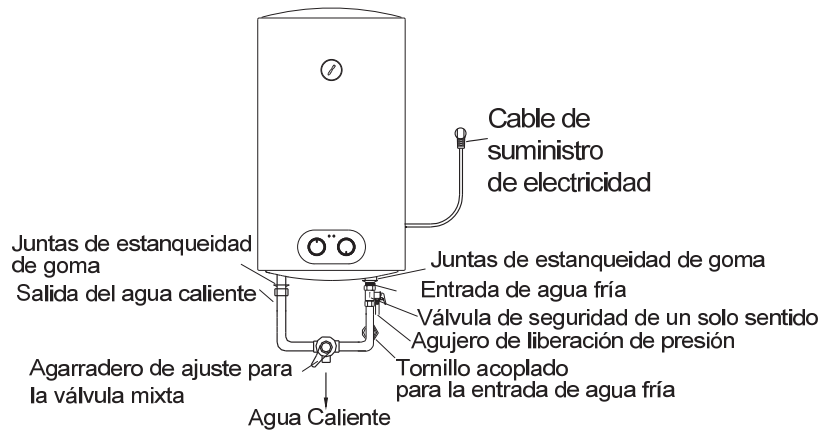 Cable de
suministro
de electricidad
Juntas de estanqueidad
de goma
Salida del agua caliente
Juntas de estanqueidad de goma
Entrada de agua fría
Válvula de seguridad de un solo sentido
Agujero de liberación de presión
Agarradero de ajuste para
la válvula mixta
Tornillo acoplado
para la entrada de agua fría
Agua Caliente